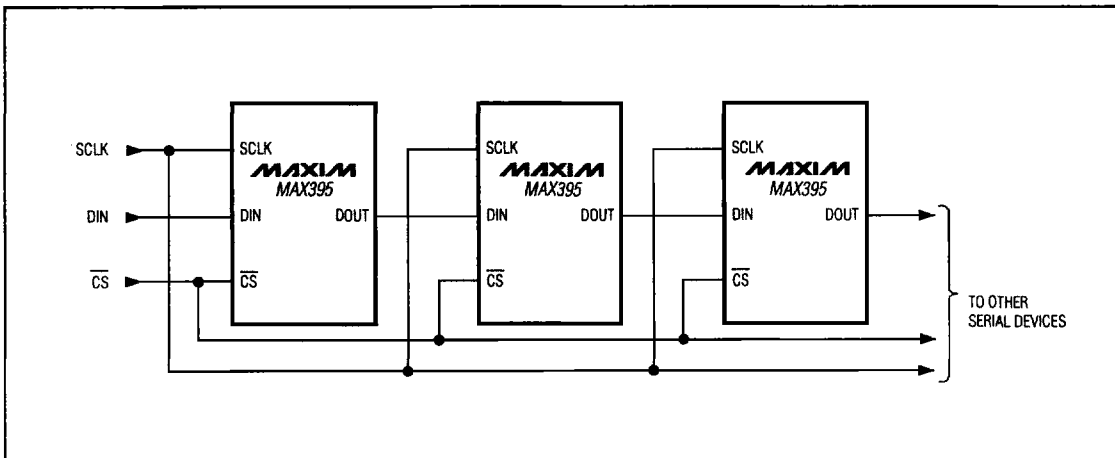 SCLK
DIN
CS
SCLK
MAXIM
MAX395
DIN
DOUT
CS
SCLK
MAXIM
MAX395
DIN
DOUT
CS
SCLK
MAXIM
MAX395
DIN
DOUT
CS
TO OTHER
SERIAL DEVICES